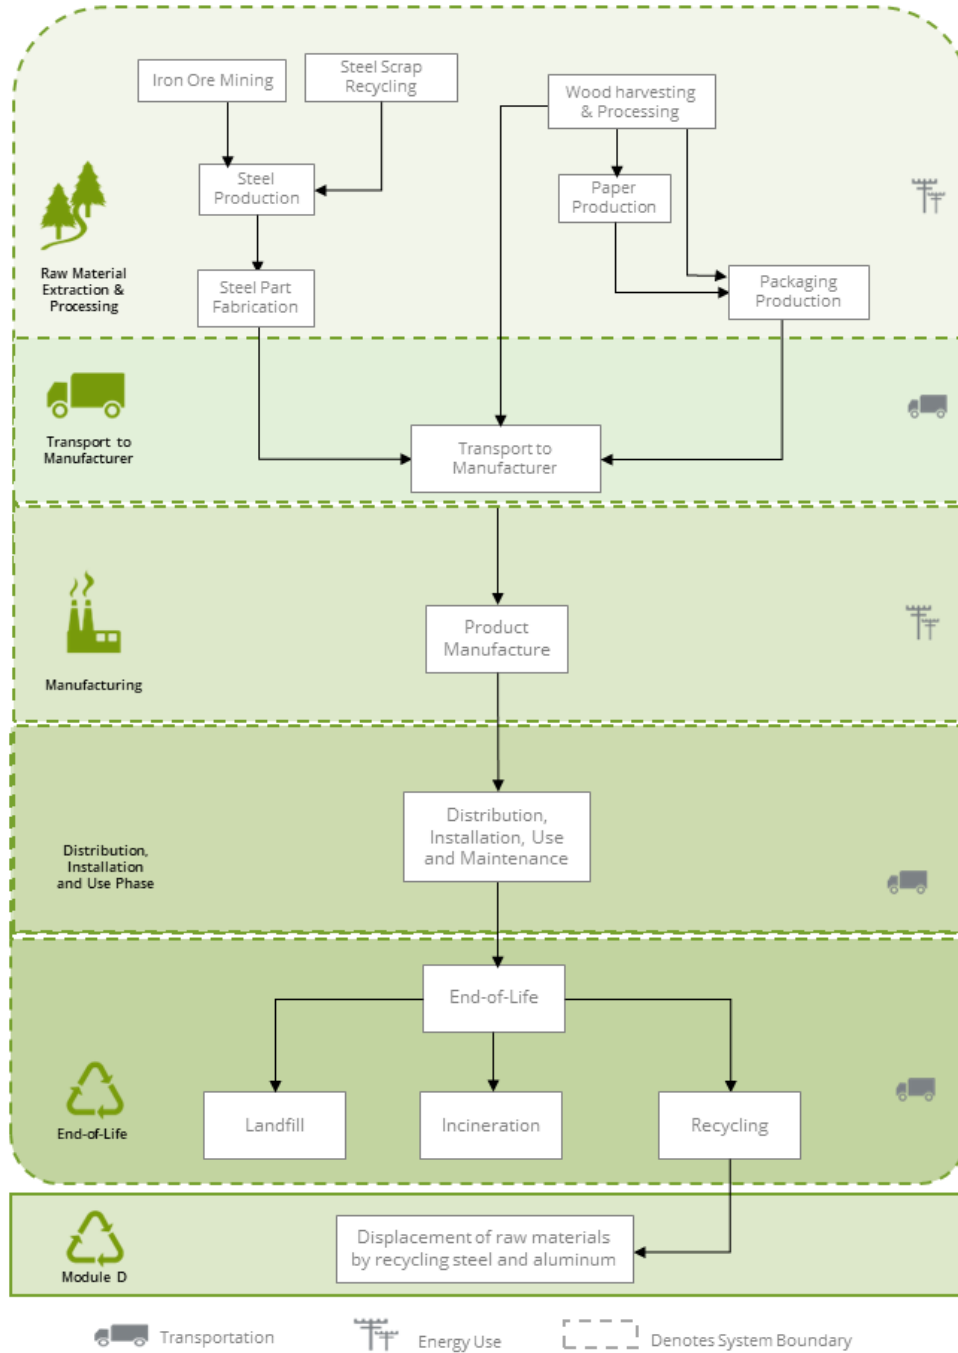 Iron Ore Mining
Steel Scrap
Recycling
Wood harvesting
& Processing
Steel
Production
Paper
Production
Raw Material
Extraction &
Processing
Steel Part
Fabrication
Packaging
Production
Transport to
Manufacturer
Transport to
Manufacturer
Product
Manufacture
Manufacturing
Distribution,
Installation, Use
and Maintenance
Distribution,
Installation
and Use Phase
End-of-Life
Landfill
Incineration
Recycling
End-of-Life
Displacement of raw materials
by recycling steel and aluminum
Module D
Transportation
Energy Use
Denotes System Boundary